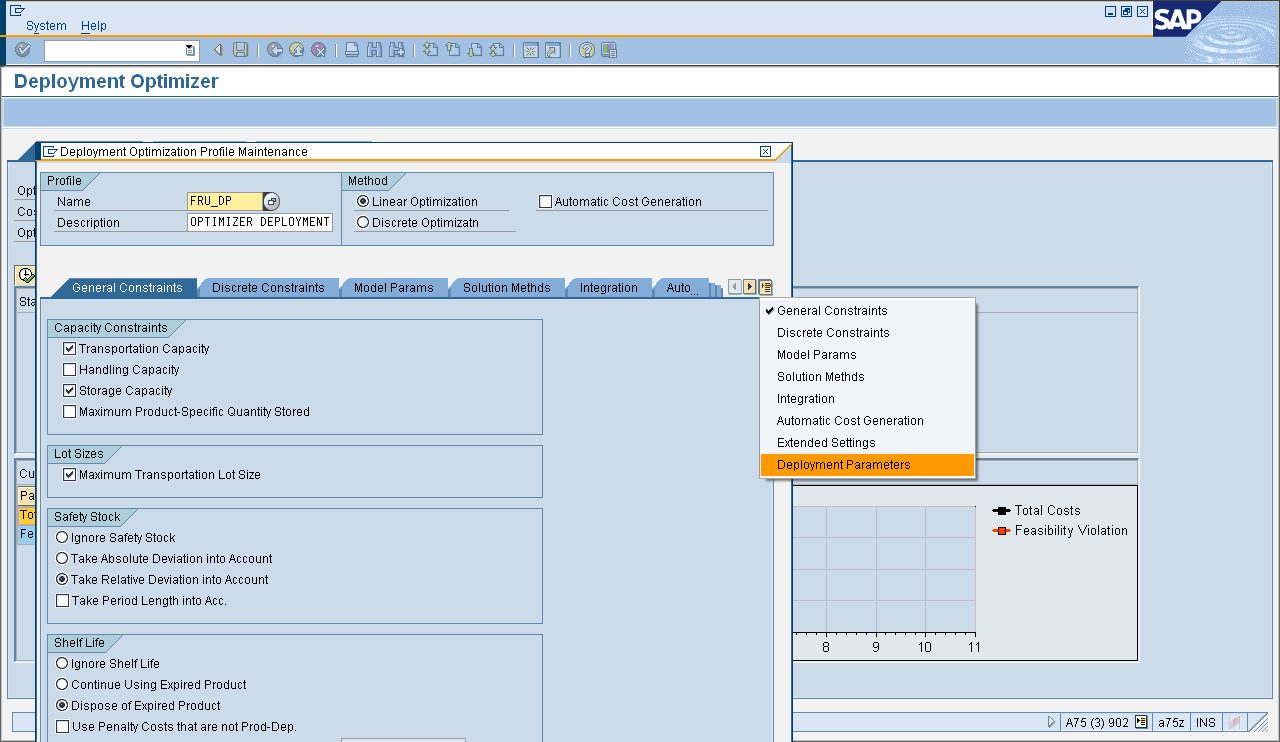 System Help
SAP
Deployment Optimizer
Deployment Optimization Profile Maintenance
Profile
Name FRU_DP
Description OPTIMIZER DEPLOYMENT
Method
Linear Optimization Automatic Cost Generation
Discrete Optimizatn
Opt
Cos
Opt
General Constraints Discrete Constraints Model Params Solution Methds Integration Auto...
Sta
General Constraints
Discrete Constraints
Model Params
Solution Methds
Integration
Automatic Cost Generation
Extended Settings
Deployment Parameters
Capacity Constraints
Transportation Capacity
Handling Capacity
Storage Capacity
Maximum Product-Specific Quantity Stored
Lot Sizes
Maximum Transportation Lot Size
Cu
Pa
Tot
Fe
Safety Stock
Ignore Safety Stock
Take Absolute Deviation into Account
Take Relative Deviation into Account
Take Period Length into Acc.
Total Costs
Feasibility Violation
8 9 10 11
Shelf Life
Ignore Shelf Life
Continue Using Expired Product
Dispose of Expired Product
Use Penalty Costs that are not Prod-Dep.
A75 (3) 902 a75z INS